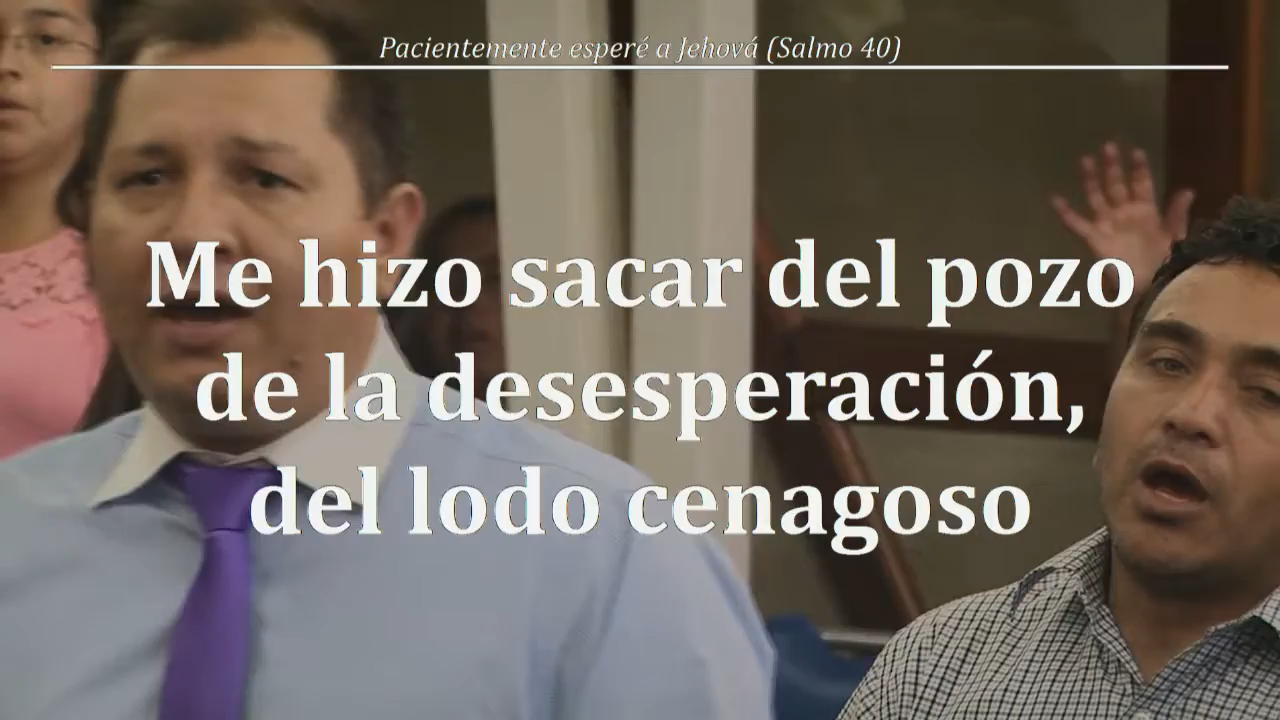 Pacientemente esperé a Jehová (Salmo 40)
Me hizo sacar del pozo
de la desesperación,
del lodo cenagoso